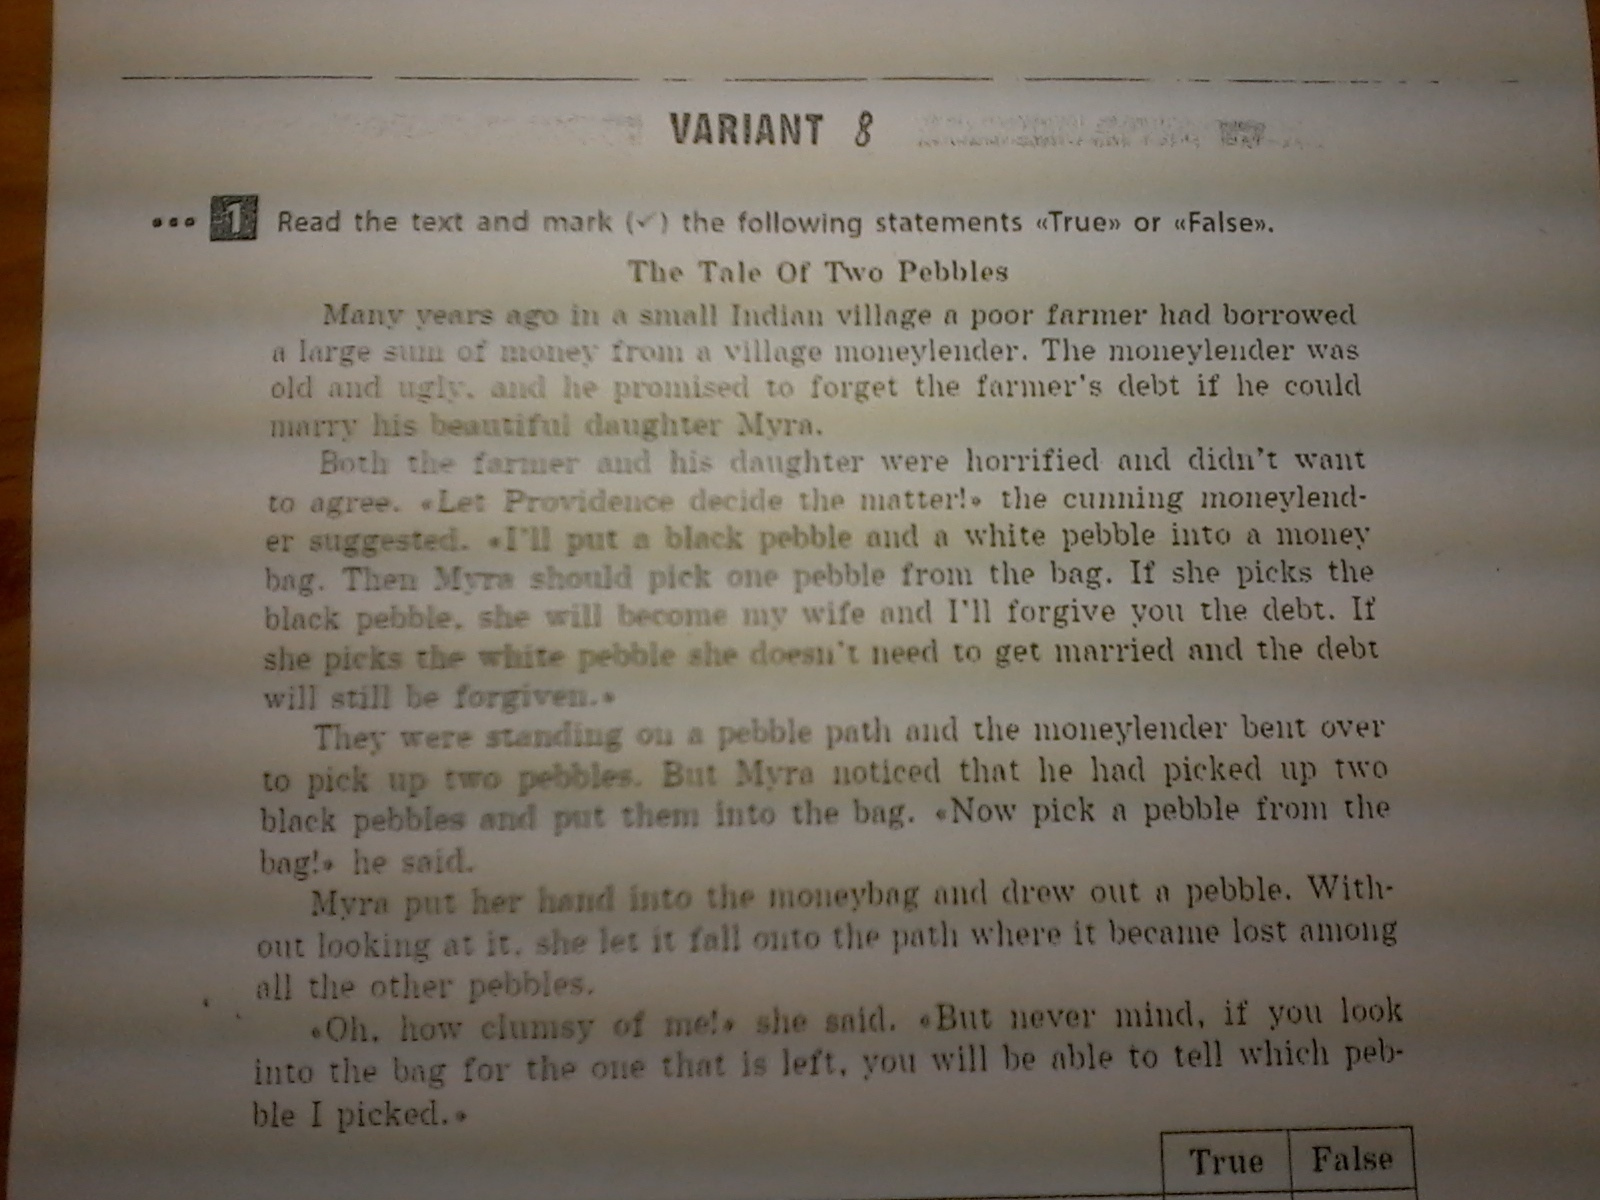 VARIANT 8
1 Read the text and mark (✓) the following statements «True» or «False».
The Tale Of Two Pebbles
Many years ago in a small Indian village a poor farmer had borrowed
a large sum of money from a village moneylender. The moneylender was
old and ugly, and he promised to forget the farmer's debt if he could
marry his beautiful daughter Myra.
Both the farmer and his daughter were horrified and didn't want
to agree. «Let Providence decide the matter!» the cunning moneylend-
er suggested. «I'll put a black pebble and a white pebble into a money
bag. Then Myra should pick one pebble from the bag. If she picks the
black pebble, she will become my wife and I'll forgive you the debt. If
she picks the white pebble she doesn't need to get married and the debt
will still be forgiven.»
They were standing on a pebble path and the moneylender bent over
to pick up two pebbles. But Myra noticed that he had picked up two
black pebbles and put them into the bag. «Now pick a pebble from the
bag!» he said.
Myra put her hand into the moneybag and drew out a pebble. With-
out looking at it, she let it fall onto the path where it became lost among
all the other pebbles.
«Oh, how clumsy of me!» she said. «But never mind, if you look
into the bag for the one that is left, you will be able to tell which peb-
ble I picked.»
True False